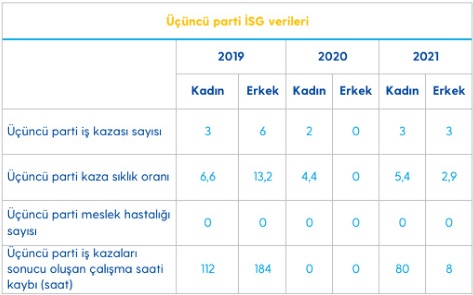 Üçüncü parti İSG verileri
2019 2020 2021
Kadın Erkek Kadın Erkek Kadın Erkek
Üçüncü parti iş kazası sayısı 3 6 2 0 3 3
Üçüncü parti kaza sıklık oranı 6,6 13,2 4,4 0 5,4 2,9
Üçüncü parti meslek hastalığı
sayısı 0 0 0 0 0 0
Üçüncü parti iş kazaları
sonucu oluşan çalışma saati
kaybı (saat) 112 184 0 0 80 8